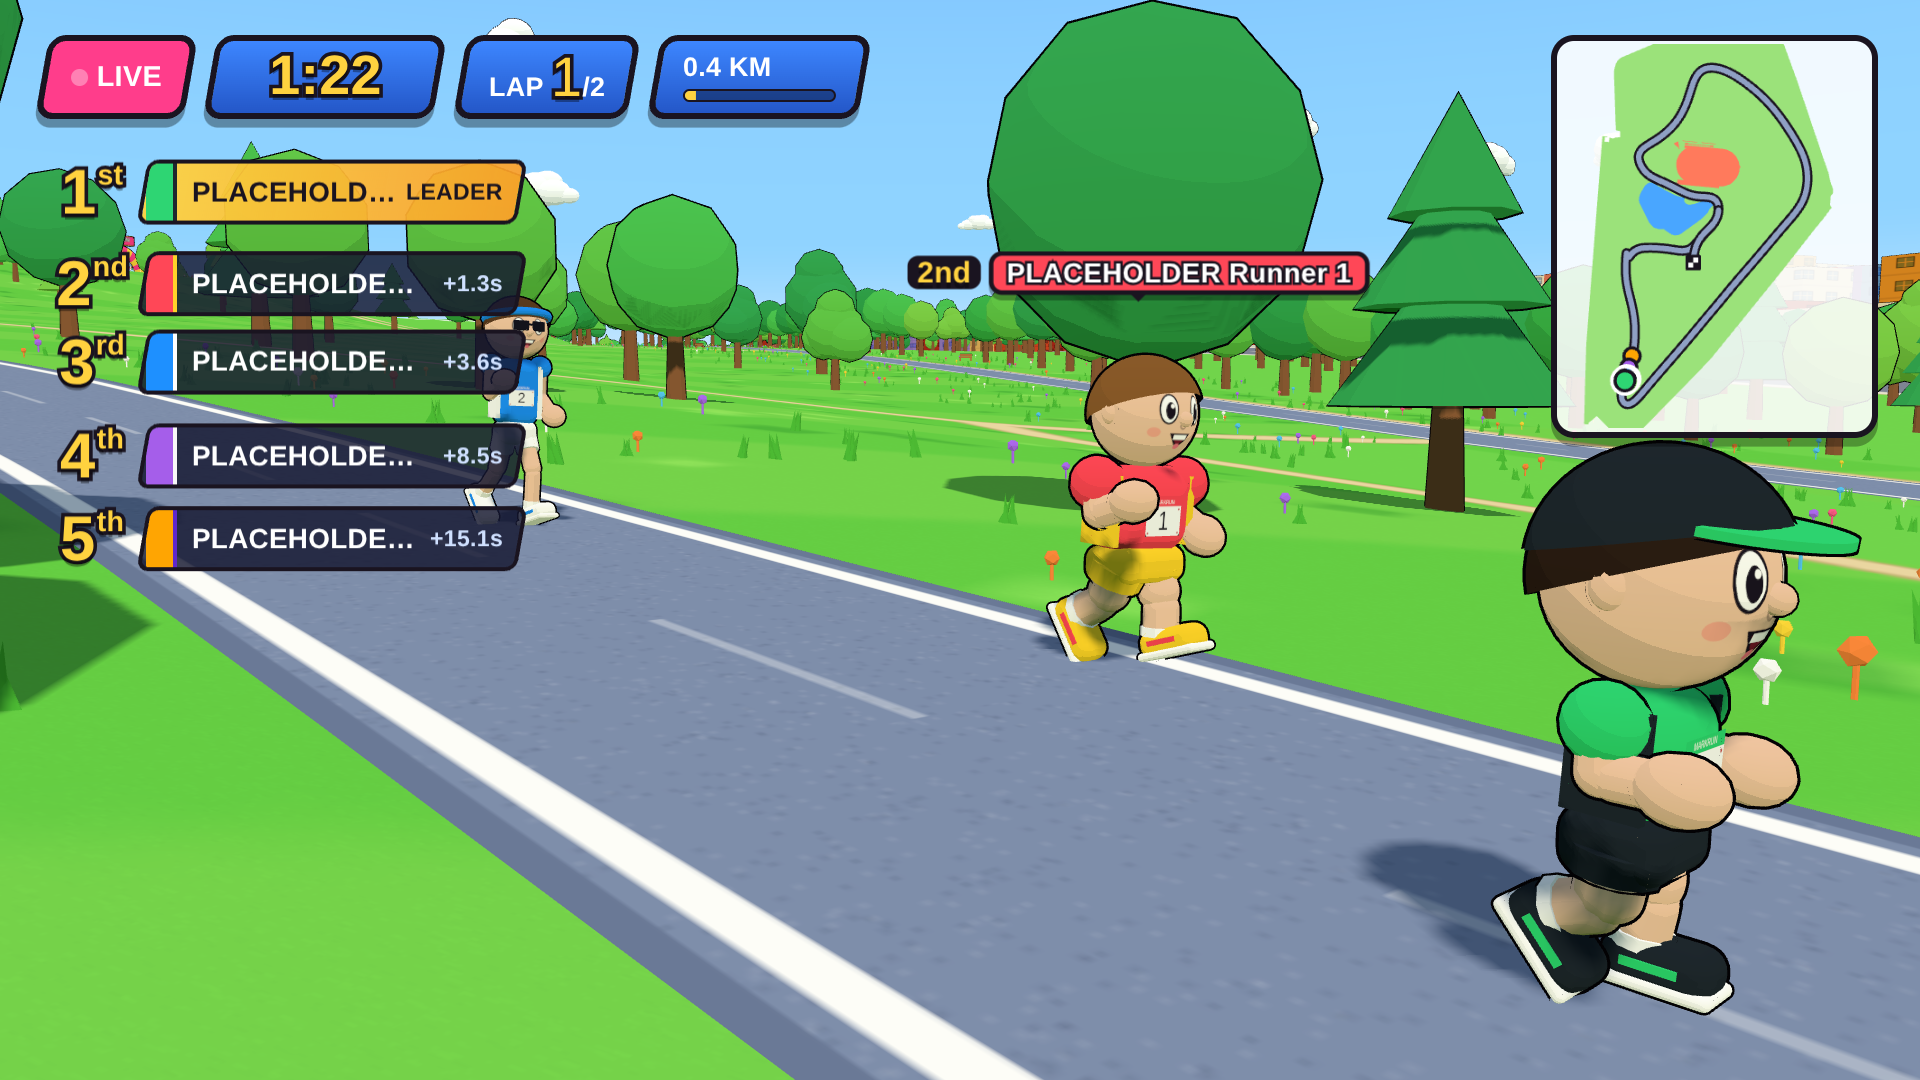 LIVE
1:22
LAP 1/2
0.4 KM
1st PLACEHOLD... LEADER
2nd PLACEHOLDE... +1.3s
3rd PLACEHOLDE... +3.6s
4th PLACEHOLDE... +8.5s
5th PLACEHOLDE... +15.1s
2nd PLACEHOLDER Runner 1
2
1